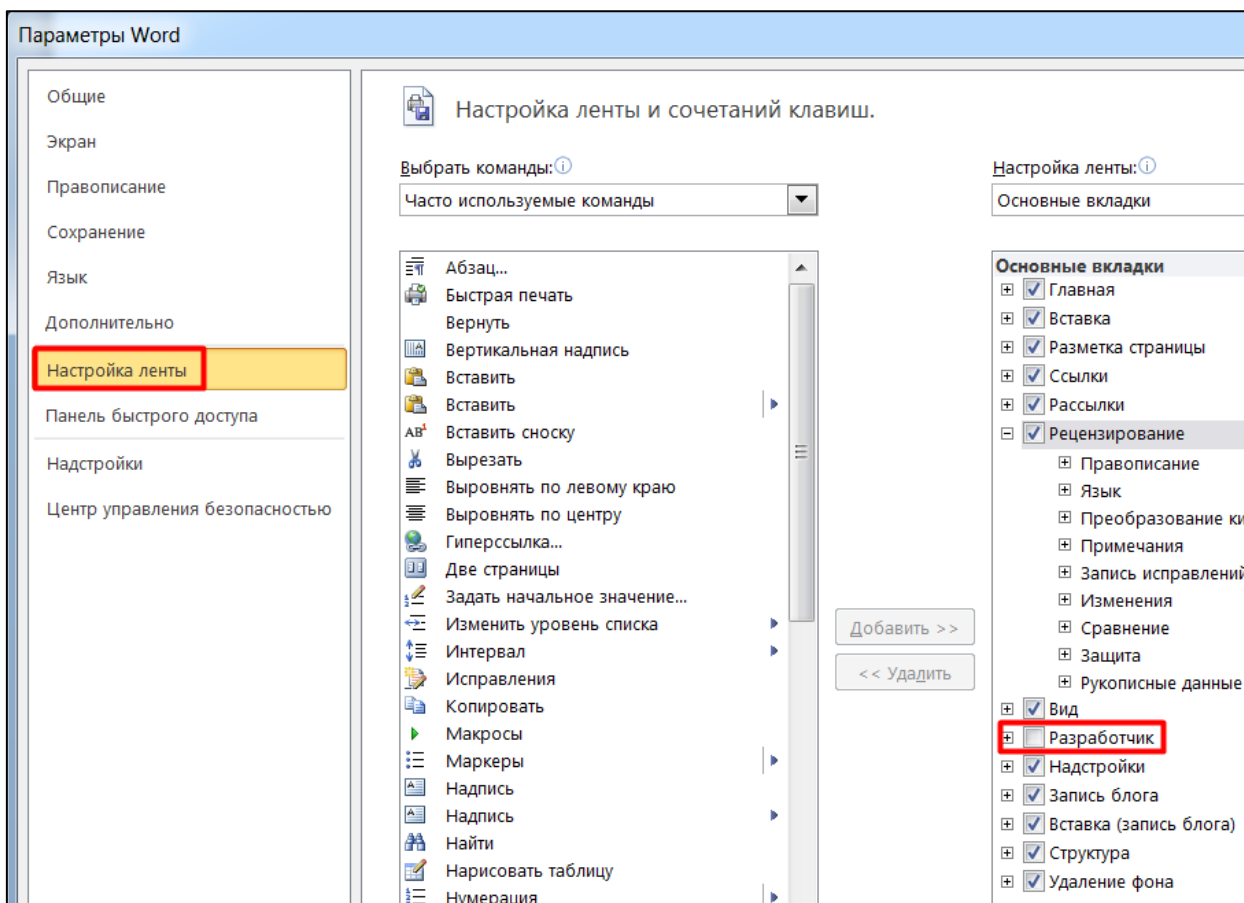 Параметры Word
Общие
Экран
Правописание
Сохранение
Язык
Дополнительно
Настройка ленты
Панель быстрого доступа
Надстройки
Центр управления безопасностью
Настройка ленты и сочетаний клавиш.
Выбрать команды:
Часто используемые команды
Абзац...
Быстрая печать
Вернуть
Вертикальная надпись
Вставить
Вставить
Вставить сноску
Вырезать
Выровнять по левому краю
Выровнять по центру
Гиперссылка...
Две страницы
Задать начальное значение...
Изменить уровень списка
Интервал
Исправления
Копировать
Макросы
Маркеры
Надпись
Надпись
Найти
Нарисовать таблицу
Нумерация
Добавить >>
<< Удалить
Настройка ленты:
Основные вкладки
Основные вкладки
Главная
Вставка
Разметка страницы
Ссылки
Рассылки
Рецензирование
Правописание
Язык
Преобразование ки
Примечания
Запись исправлений
Изменения
Сравнение
Защита
Рукописные данные
Вид
Разработчик
Надстройки
Запись блога
Вставка (запись блога)
Структура
Удаление фона